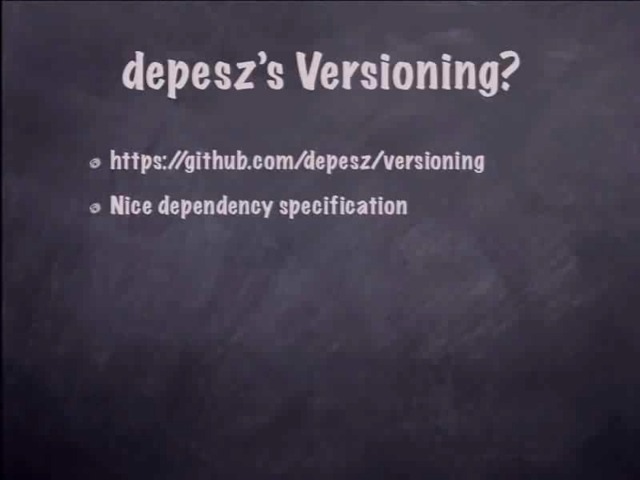 depesz's Versioning?
https://github.com/depesz/versioning
Nice dependency specification